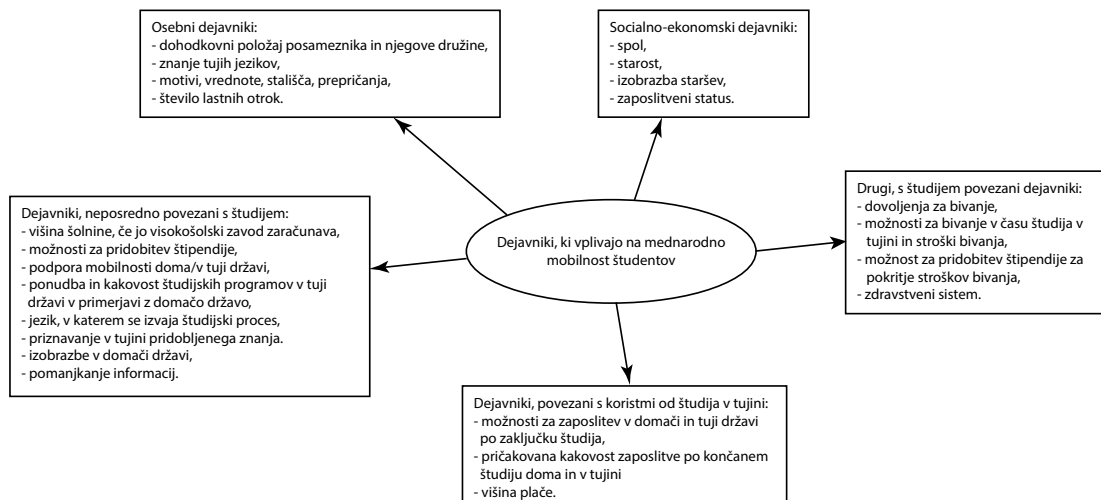 Osebni dejavniki:
- dohodkovni položaj posameznika in njegove družine,
- znanje tujih jezikov,
- motivi, vrednote, stališča, prepričanja,
- število lastnih otrok.
Socialno-ekonomski dejavniki:
- spol,
- starost,
- izobrazba staršev,
- zaposlitveni status.
Dejavniki, neposredno povezani s študijem:
- višina šolnine, če jo visokošolski zavod zaračunava,
- možnosti za pridobitev štipendije,
- podpora mobilnosti doma/v tuji državi,
- ponudba in kakovost študijskih programov v tuji
državi v primerjavi z domačo državo,
- jezik, v katerem se izvaja študijski proces,
- priznavanje v tujini pridobljenega znanja.
- izobrazbe v domači državi,
- pomanjkanje informacij.
Dejavniki, ki vplivajo na mednarodno
mobilnost študentov
Drugi, s študijem povezani dejavniki:
- dovoljenja za bivanje,
- možnosti za bivanje v času študija v
tujini in stroški bivanja,
- možnost za pridobitev štipendije za
pokritje stroškov bivanja,
- zdravstveni sistem.
Dejavniki, povezani s koristmi od študija v tujini:
- možnosti za zaposlitev v domači in tuji državi
po zaključku študija,
- pričakovana kakovost zaposlitve po končanem
študiju doma in v tujini
- višina plače.